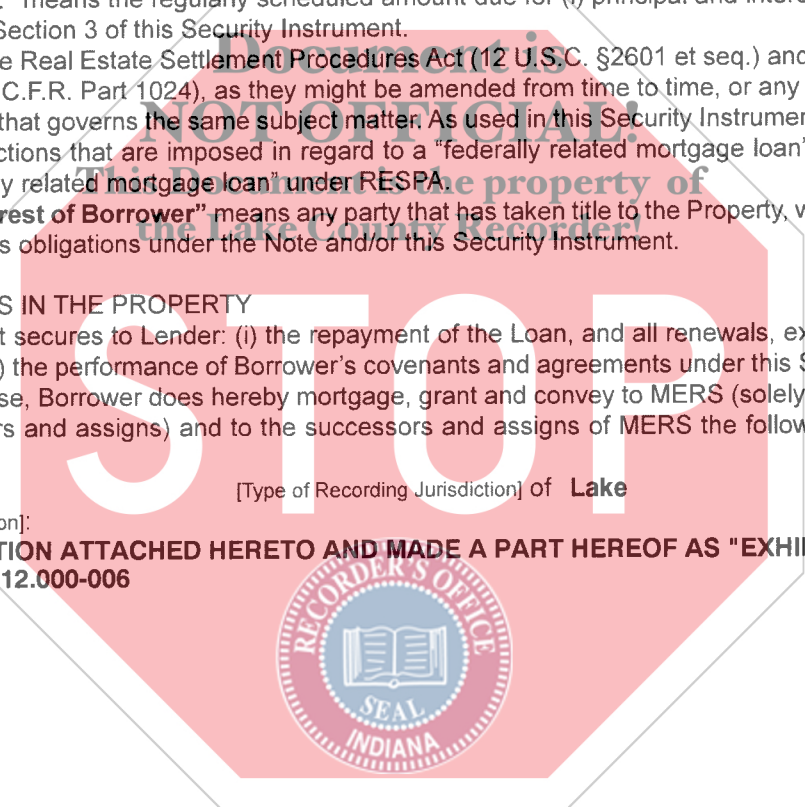 means the regularly scheduled amount due for (i) principal and
Section 3 of this Security Instrument.
Document is
e Real Estate Settlement Procedures Act (12 U.S.C. §2601 et seq.) and
C.F.R. Part 1024), as they might be amended from time to time, or any
NOT OFFICIAL!
that governs the same subject matter. As used in this Security Instrumen
ctions that are imposed in regard to a “federally related mortgage loan”
y related mortgage loan” under RESPA.
This Document is the property of
rest of Borrower” means any party that has taken title to the Property, w
the Lake County Recorder!
s obligations under the Note and/or this Security Instrument.
S IN THE PROPERTY
t secures to Lender: (i) the repayment of the Loan, and all renewals, ex
) the performance of Borrower’s covenants and agreements under this S
se, Borrower does hereby mortgage, grant and convey to MERS (solely
rs and assigns) and to the successors and assigns of MERS the follow
STOP
[Type of Recording Jurisdiction] of Lake
on]:
TION ATTACHED HERETO AND MADE A PART HEREOF AS "EXHI
12.000-006
RECORDER'S OFFICE
SEAL
INDIANA